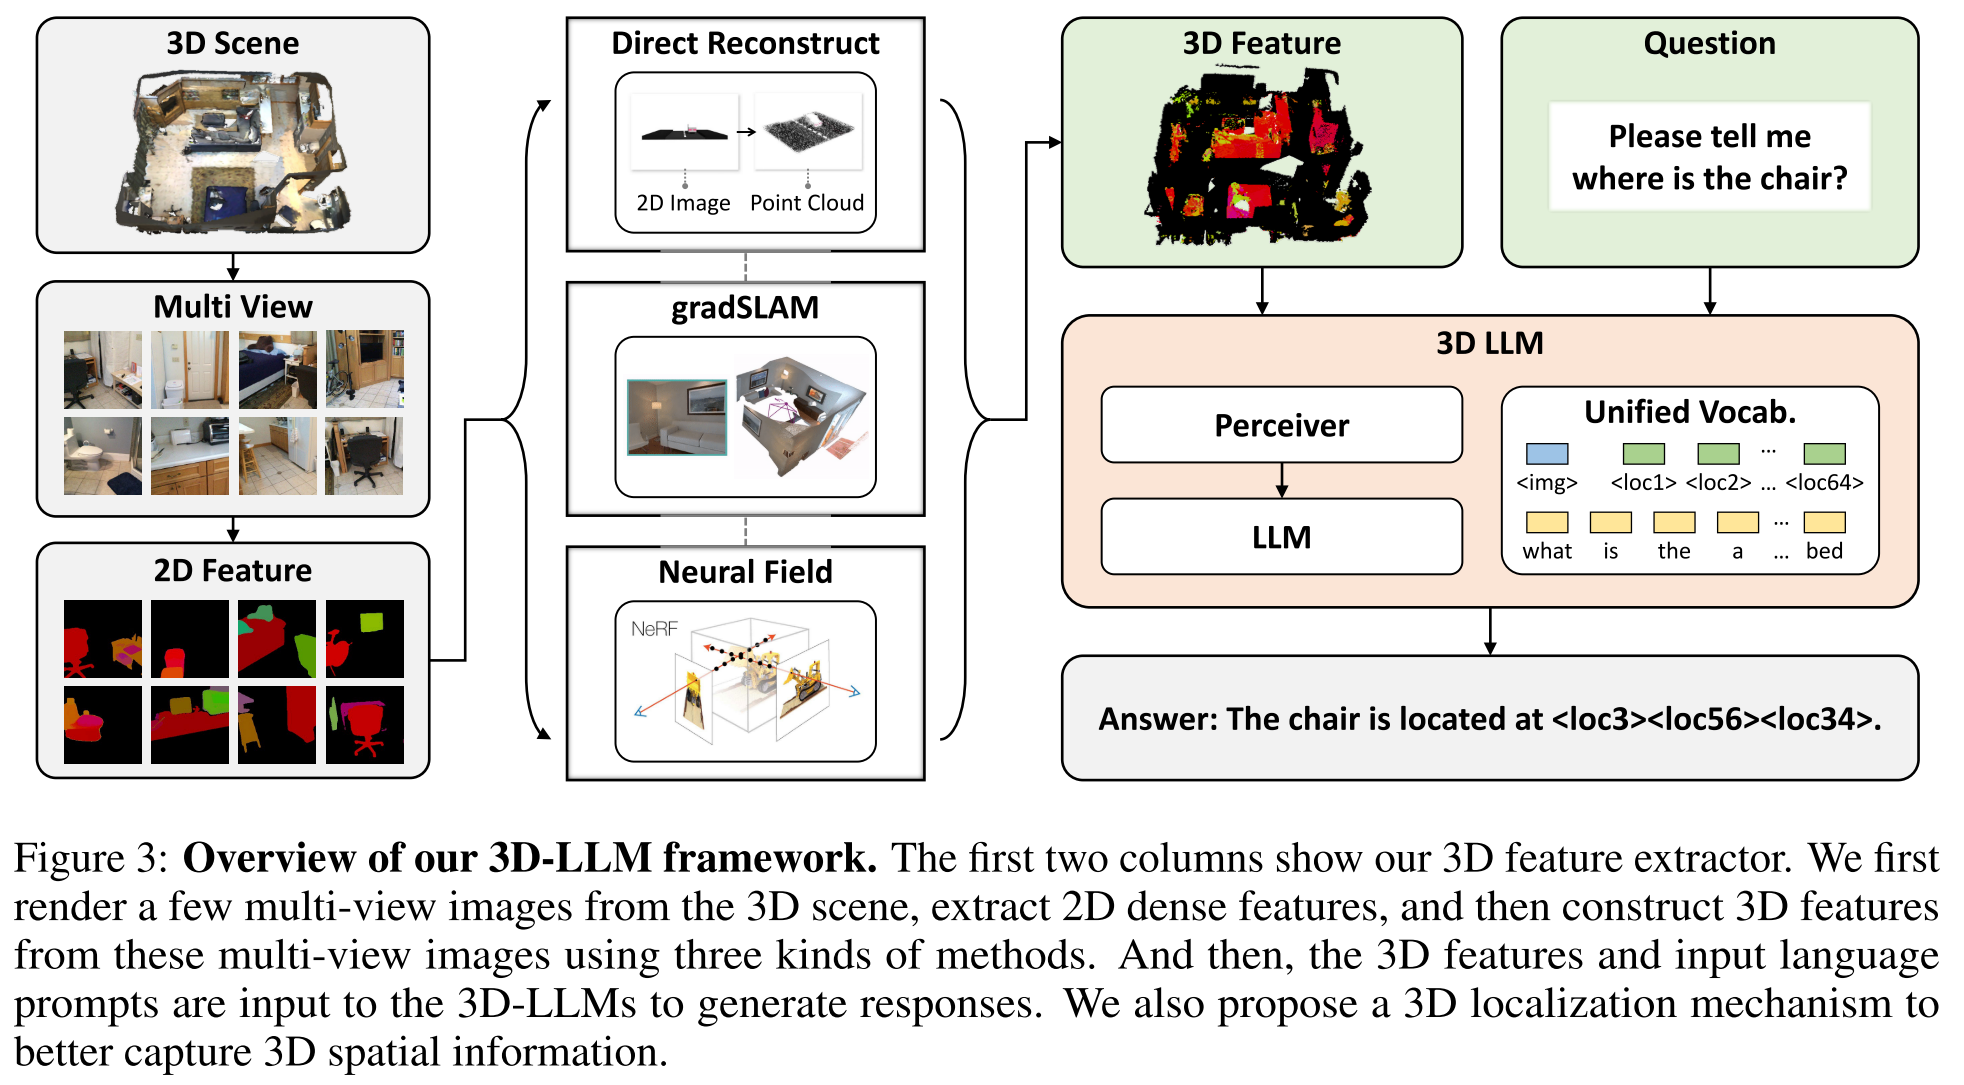 3D Scene
Multi View
2D Feature
Direct Reconstruct
2D Image
Point Cloud
gradSLAM
Neural Field
NeRF
3D Feature
Question
Please tell me
where is the chair?
3D LLM
Perceiver
LLM
Unified Vocab.
...
<img> <loc1> <loc2> ... <loc64>
...
what is the a ... bed
Answer: The chair is located at <loc3><loc56><loc34>.
Figure 3: Overview of our 3D-LLM framework. The first two columns show our 3D feature extractor. We first
render a few multi-view images from the 3D scene, extract 2D dense features, and then construct 3D features
from these multi-view images using three kinds of methods. And then, the 3D features and input language
prompts are input to the 3D-LLMs to generate responses. We also propose a 3D localization mechanism to
better capture 3D spatial information.